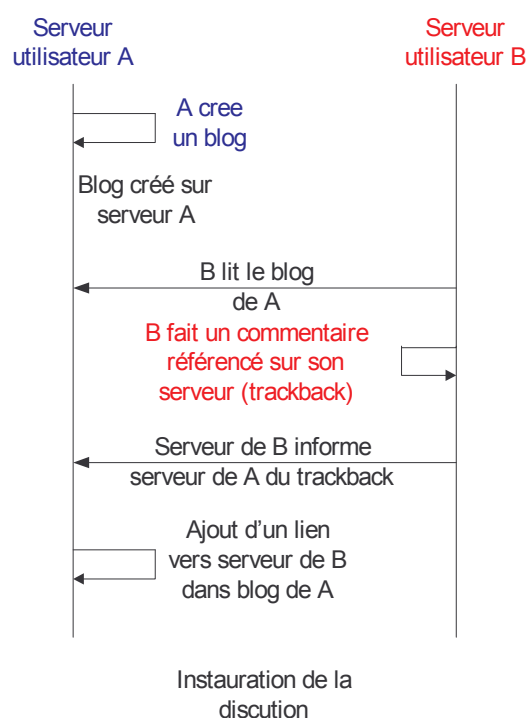 Serveur
utilisateur A
Serveur
utilisateur B
A cree
un blog
Blog créé sur
serveur A
B lit le blog
de A
B fait un commentaire
référencé sur son
serveur (trackback)
Serveur de B informe
serveur de A du trackback
Ajout d’un lien
vers serveur de B
dans blog de A
Instauration de la
discution